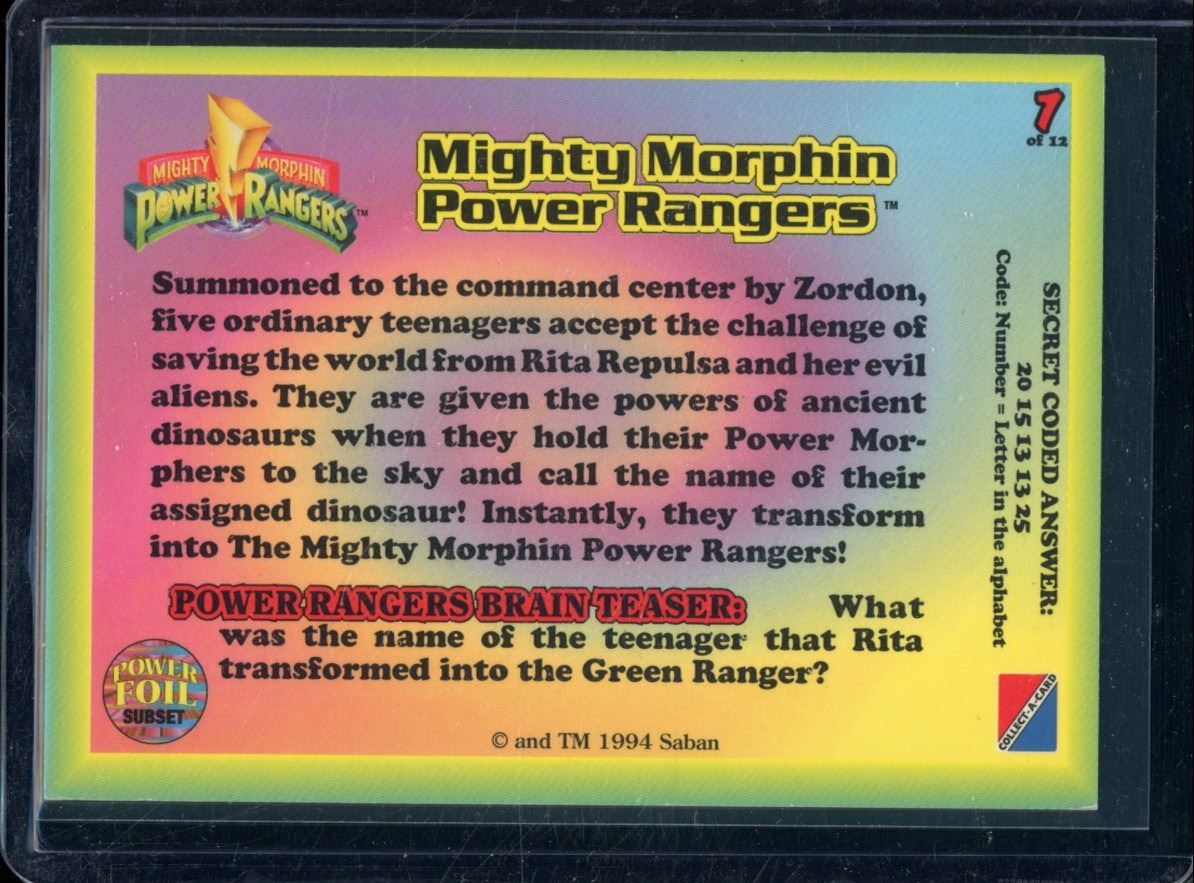 MIGHTY MORPHIN
POWER RANGERS™
Mighty Morphin
Power Rangers™
1
of 12
Summoned to the command center by Zordon,
five ordinary teenagers accept the challenge of
saving the world from Rita Repulsa and her evil
aliens. They are given the powers of ancient
dinosaurs when they hold their Power Mor-
phers to the sky and call the name of their
assigned dinosaur! Instantly, they transform
into The Mighty Morphin Power Rangers!
POWER RANGERS BRAIN TEASER: What
was the name of the teenager that Rita
transformed into the Green Ranger?
POWER
FOIL
SUBSET
© and TM 1994 Saban
SECRET CODED ANSWER:
20 15 13 13 25
Code: Number = Letter in the alphabet
COLLECT-A-CARD